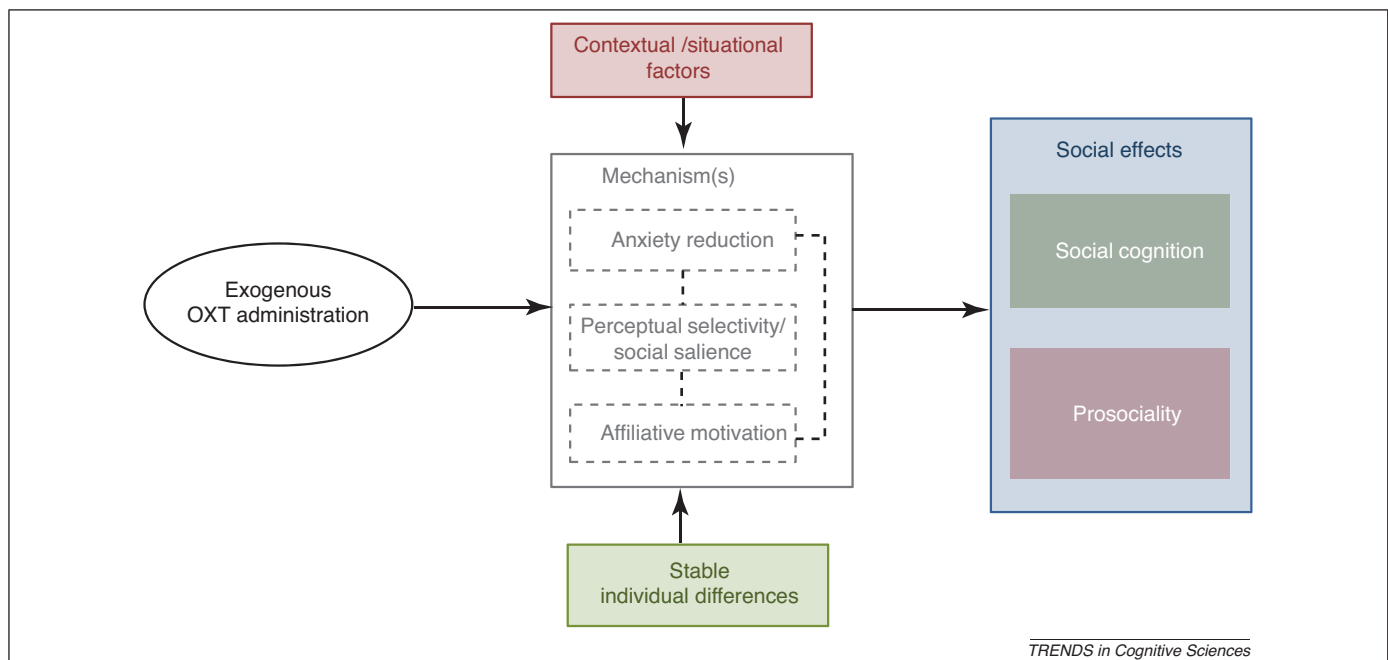 Contextual /situational
factors
Mechanism(s)
Anxiety reduction
Perceptual selectivity/
social salience
Affiliative motivation
Exogenous
OXT administration
Social effects
Social cognition
Prosociality
Stable
individual differences
TRENDS in Cognitive Sciences